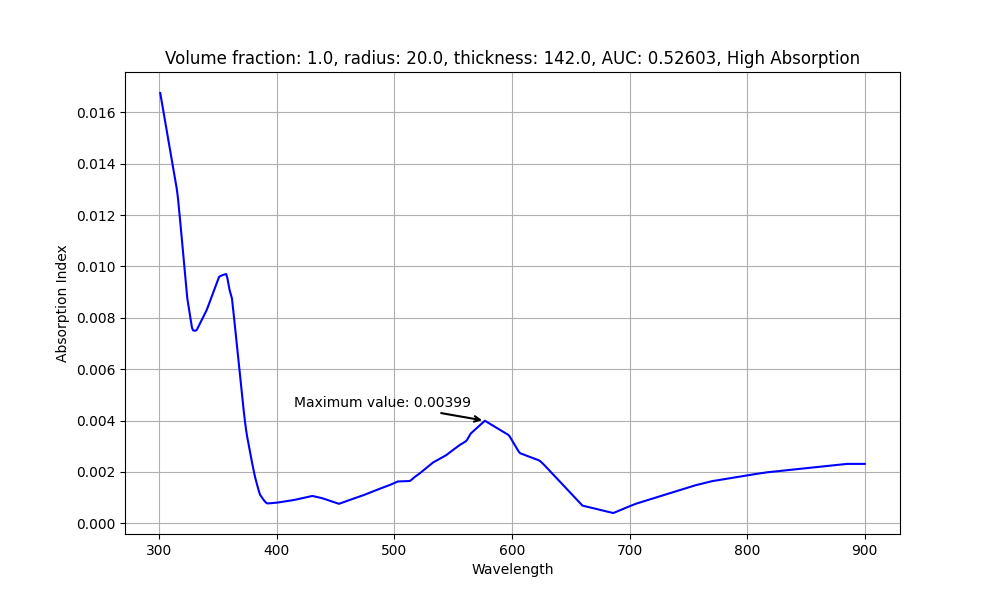 Volume fraction: 1.0, radius: 20.0, thickness: 142.0, AUC: 0.52603, High Absorption
0.016
0.014
0.012
0.010
0.008
0.006
0.004
0.002
0.000
Absorption Index
Maximum value: 0.00399
300 400 500 600 700 800 900
Wavelength